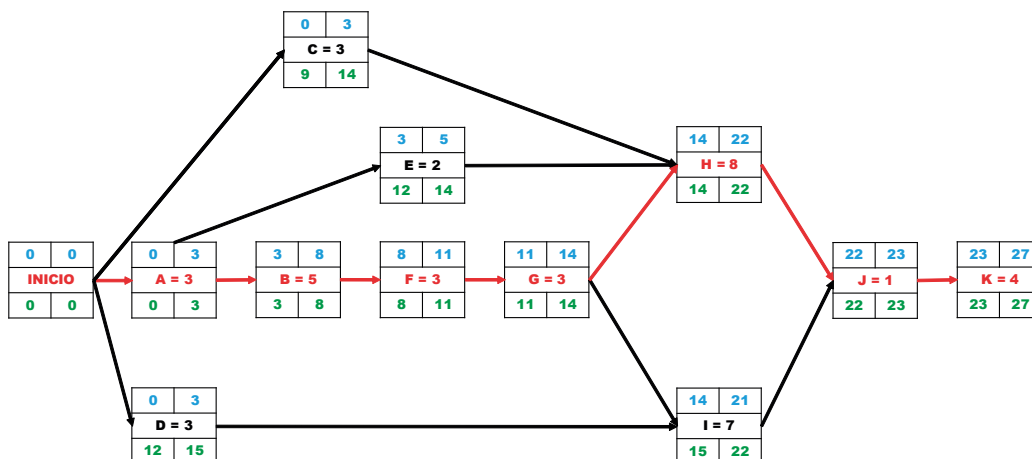 0 3
C = 3
9 14
3 5
E = 2
12 14
14 22
H = 8
14 22
0 0
INICIO
0 0
0 3
A = 3
0 3
3 8
B = 5
3 8
8 11
F = 3
8 11
11 14
G = 3
11 14
22 23
J = 1
22 23
23 27
K = 4
23 27
0 3
D = 3
12 15
14 21
I = 7
15 22